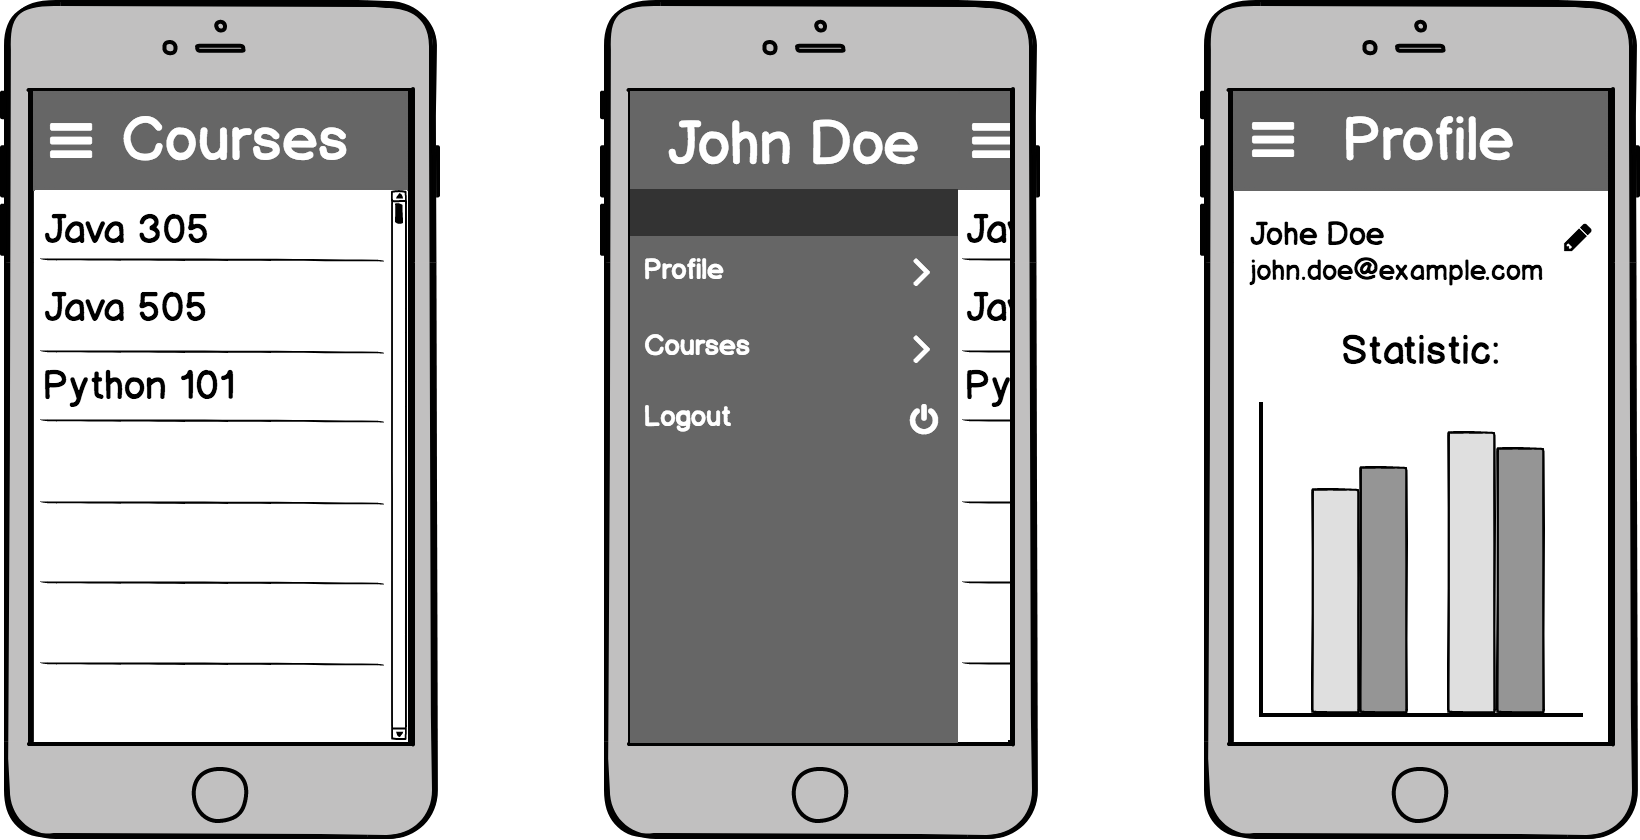 Courses
Java 305
Java 505
Python 101
John Doe
Profile
Courses
Logout
Ja
Ja
Py
Profile
Johe Doe
john.doe@example.com
Statistic: